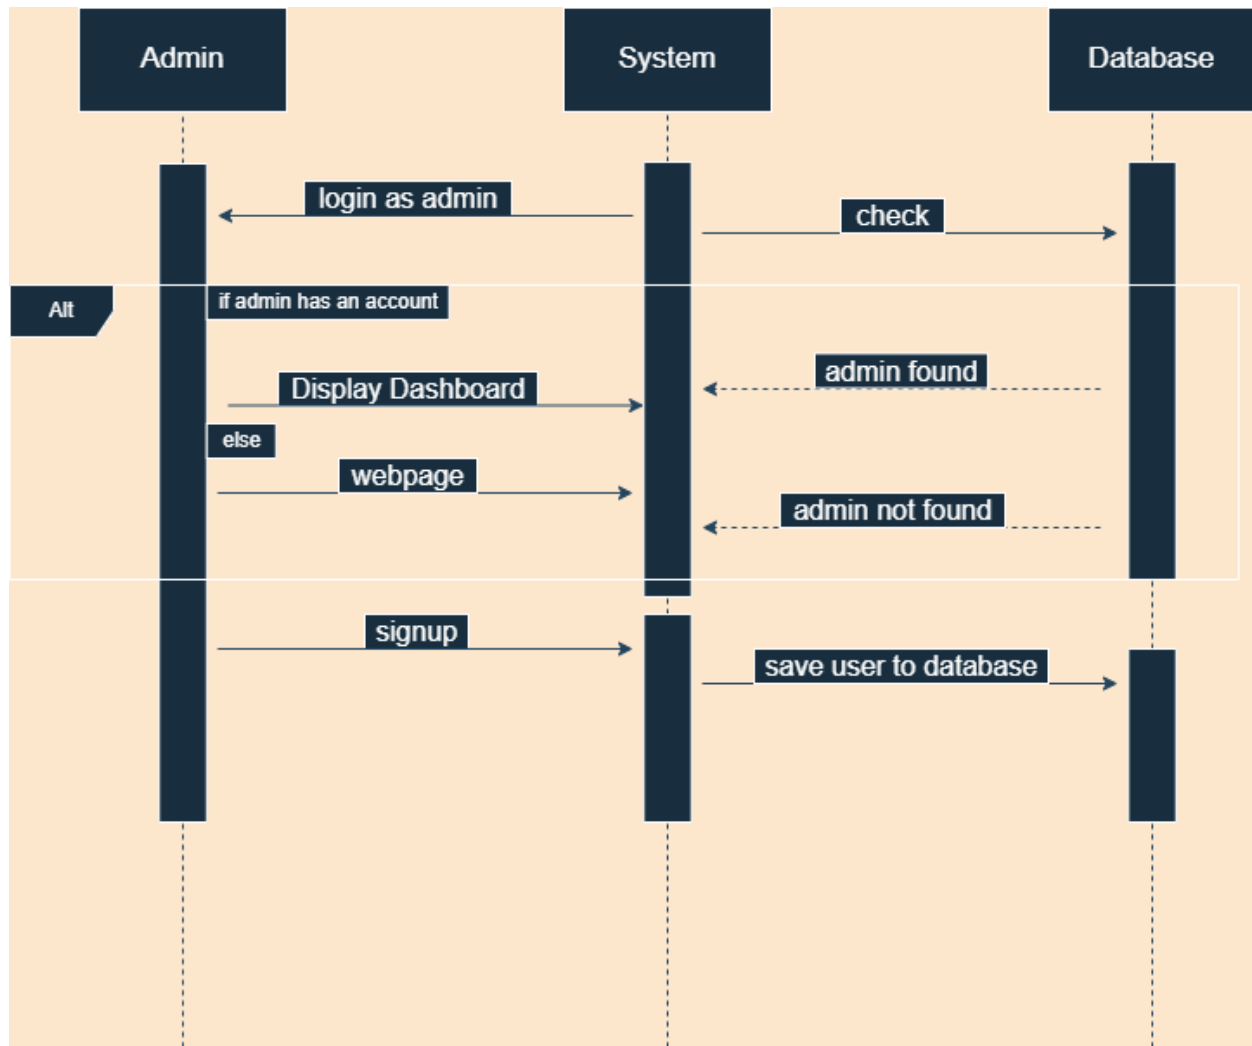 Admin
System
Database
login as admin
check
Alt
if admin has an account
admin found
Display Dashboard
else
webpage
admin not found
signup
save user to database